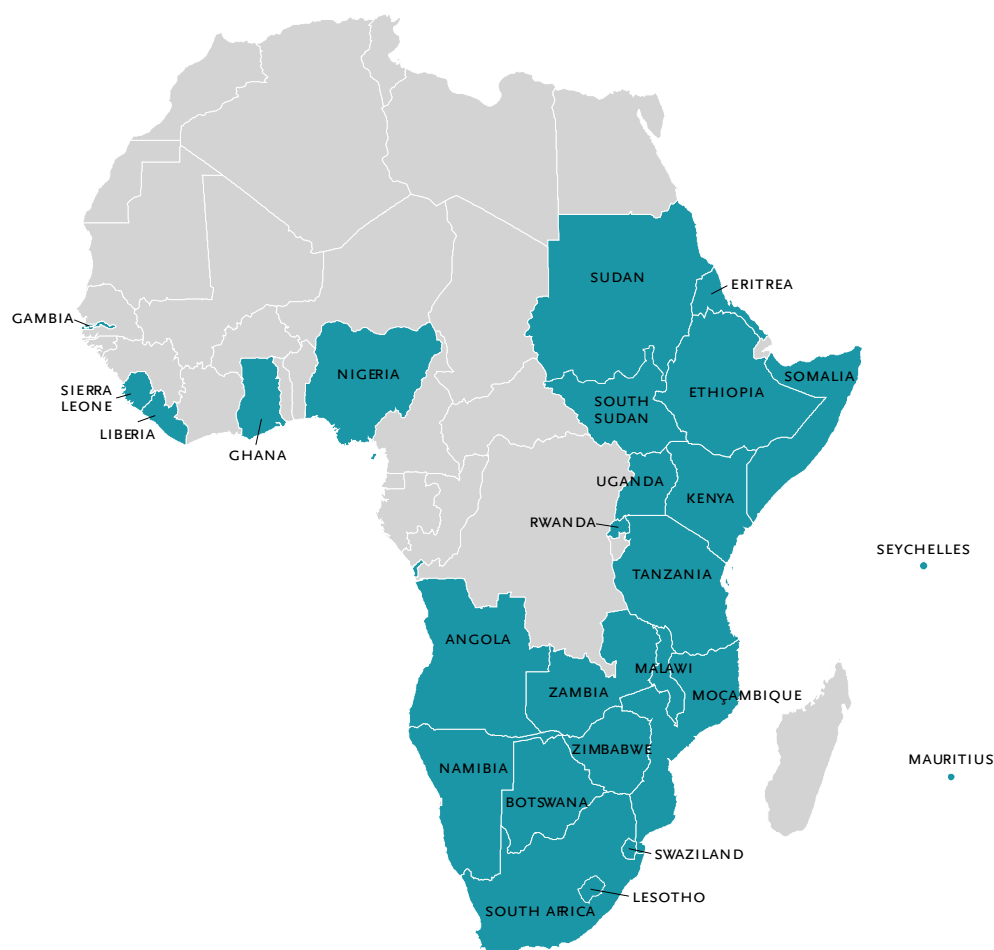 SUDAN
ERITREA
GAMBIA
NIGERIA
SOMALIA
SIERRA
LEONE
ETHIOPIA
SOUTH
SUDAN
LIBERIA
GHANA
UGANDA
KENYA
RWANDA
SEYCHELLES
TANZANIA
ANGOLA
MALAWI
ZAMBIA
MOÇAMBIQUE
ZIMBABWE
MAURITIUS
NAMIBIA
BOTSWANA
SWAZILAND
LESOTHO
SOUTH AFRICA